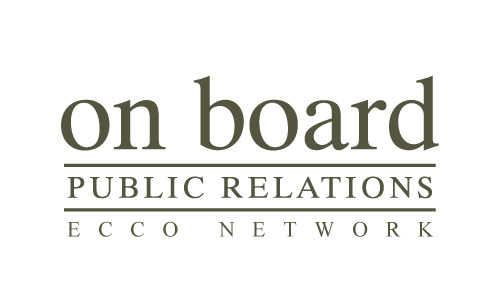 on board
PUBLIC RELATIONS
ECCO NETWORK